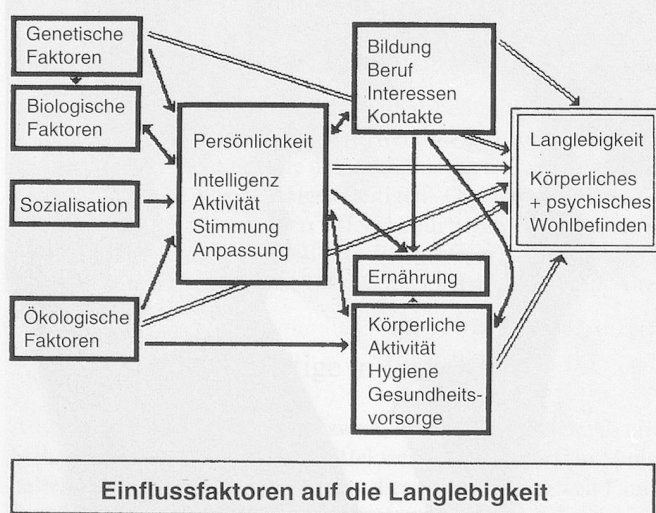 Genetische
Faktoren
Biologische
Faktoren
Sozialisation
Ökologische
Faktoren
Persönlichkeit
Intelligenz
Aktivität
Stimmung
Anpassung
Bildung
Beruf
Interessen
Kontakte
Ernährung
Körperliche
Aktivität
Hygiene
Gesundheits-
vorsorge
Langlebigkeit
Körperliches
+ psychisches
Wohlbefinden
Einflussfaktoren auf die Langlebigkeit